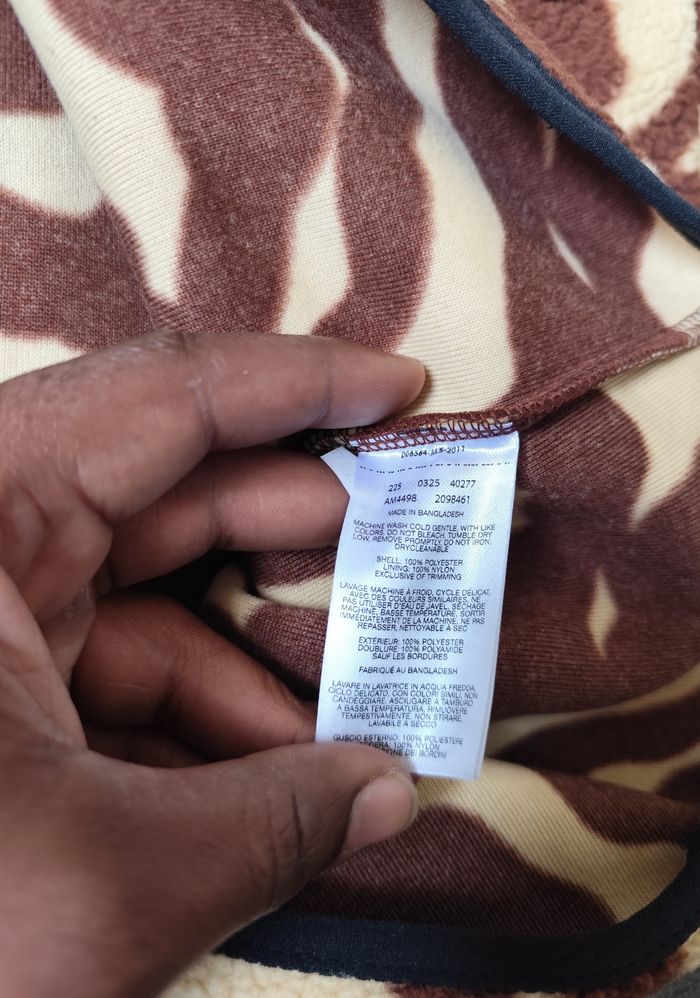 006364-JLS-2011
225 0325 40277
AM4498 2098461
MADE IN BANGLADESH
MACHINE WASH COLD GENTLE, WITH LIKE
COLORS, DO NOT BLEACH, TUMBLE DRY
LOW, REMOVE PROMPTLY, DO NOT IRON,
DRYCLEANABLE
SHELL: 100% POLYESTER
LINING: 100% NYLON
EXCLUSIVE OF TRIMMING
LAVAGE MACHINE À FROID, CYCLE DÉLICAT,
AVEC DES COULEURS SIMILAIRES, NE
PAS UTILISER D'EAU DE JAVEL, SÉCHAGE
MACHINE, BASSE TEMPÉRATURE, SORTIR
IMMÉDIATEMENT DE LA MACHINE, NE PAS
REPASSER, NETTOYABLE À SEC
EXTÉRIEUR: 100% POLYESTER
DOUBLURE: 100% POLYAMIDE
SAUF LES BORDURES
FABRIQUÉ AU BANGLADESH
LAVARE IN LAVATRICE IN ACQUA FREDDA,
CICLO DELICATO, CON COLORI SIMILI, NON
CANDEGGIARE, ASCIUGARE A TAMBURO
A BASSA TEMPERATURA, RIMUOVERE
TEMPESTIVAMENTE, NON STIRARE,
LAVABILE A SECCO
GUSCIO ESTERNO: 100% POLIESTERE
100% NYLON
DEI BORDINI